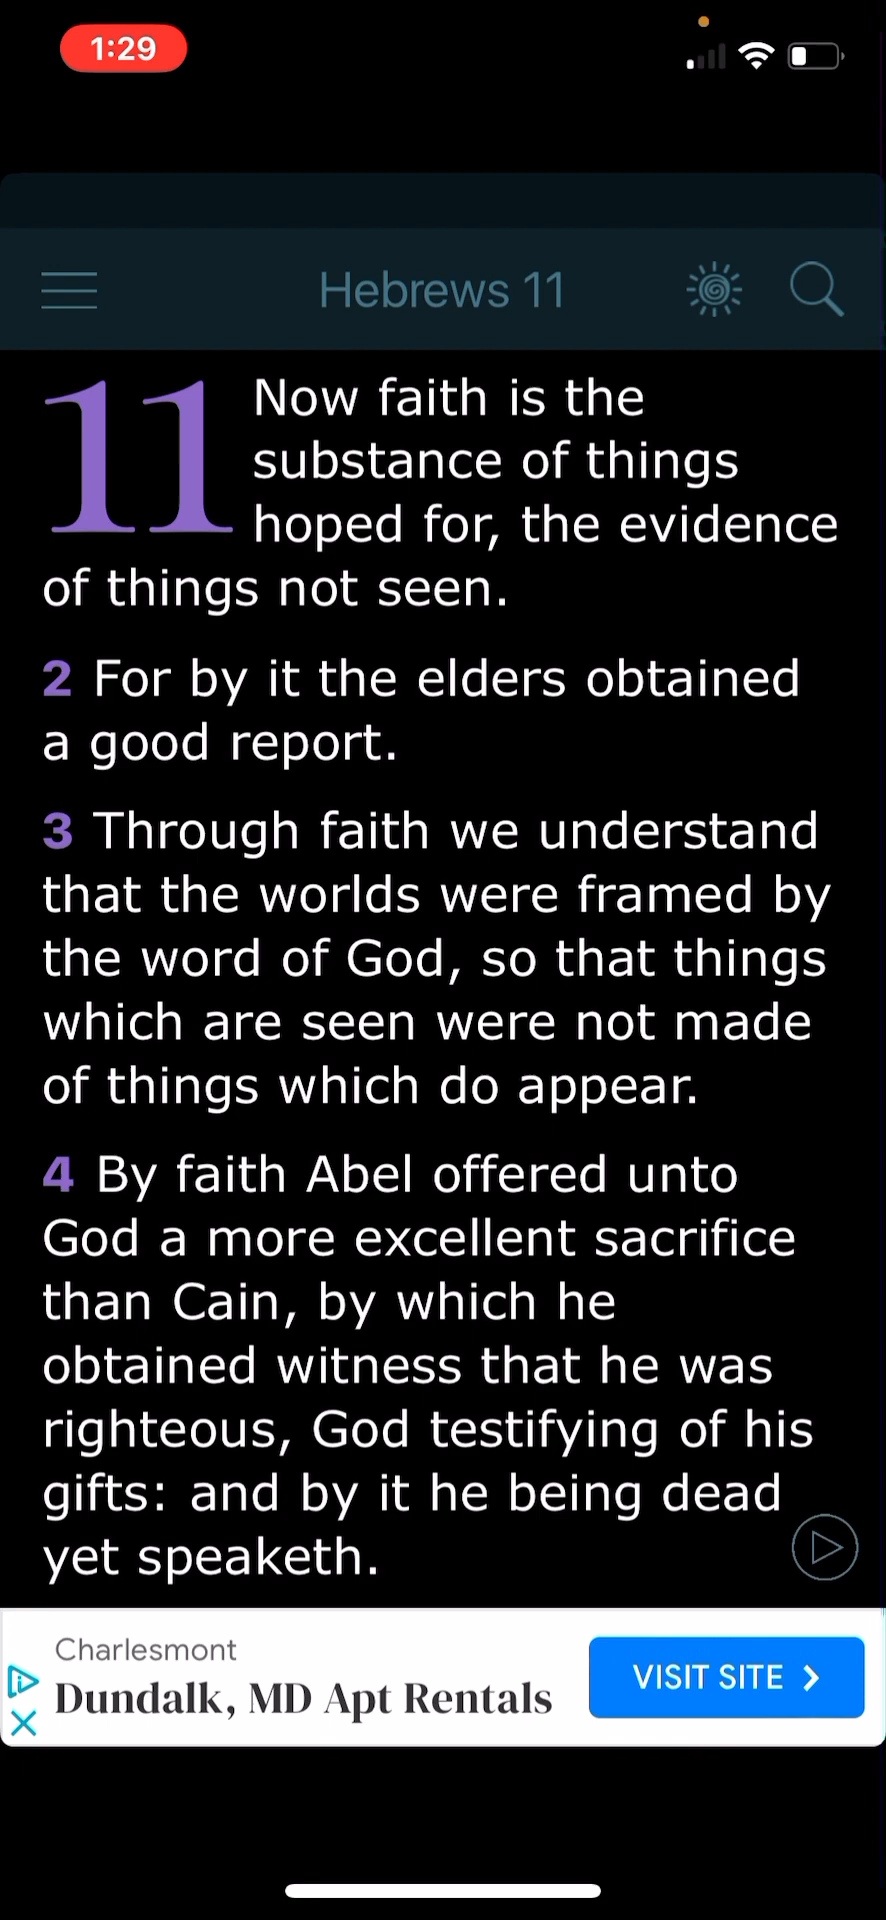 1:29
Hebrews 11
11 Now faith is the
substance of things
hoped for, the evidence
of things not seen.
2 For by it the elders obtained
a good report.
3 Through faith we understand
that the worlds were framed by
the word of God, so that things
which are seen were not made
of things which do appear.
4 By faith Abel offered unto
God a more excellent sacrifice
than Cain, by which he
obtained witness that he was
righteous, God testifying of his
gifts: and by it he being dead
yet speaketh.
Charlesmont
Dundalk, MD Apt Rentals
VISIT SITE